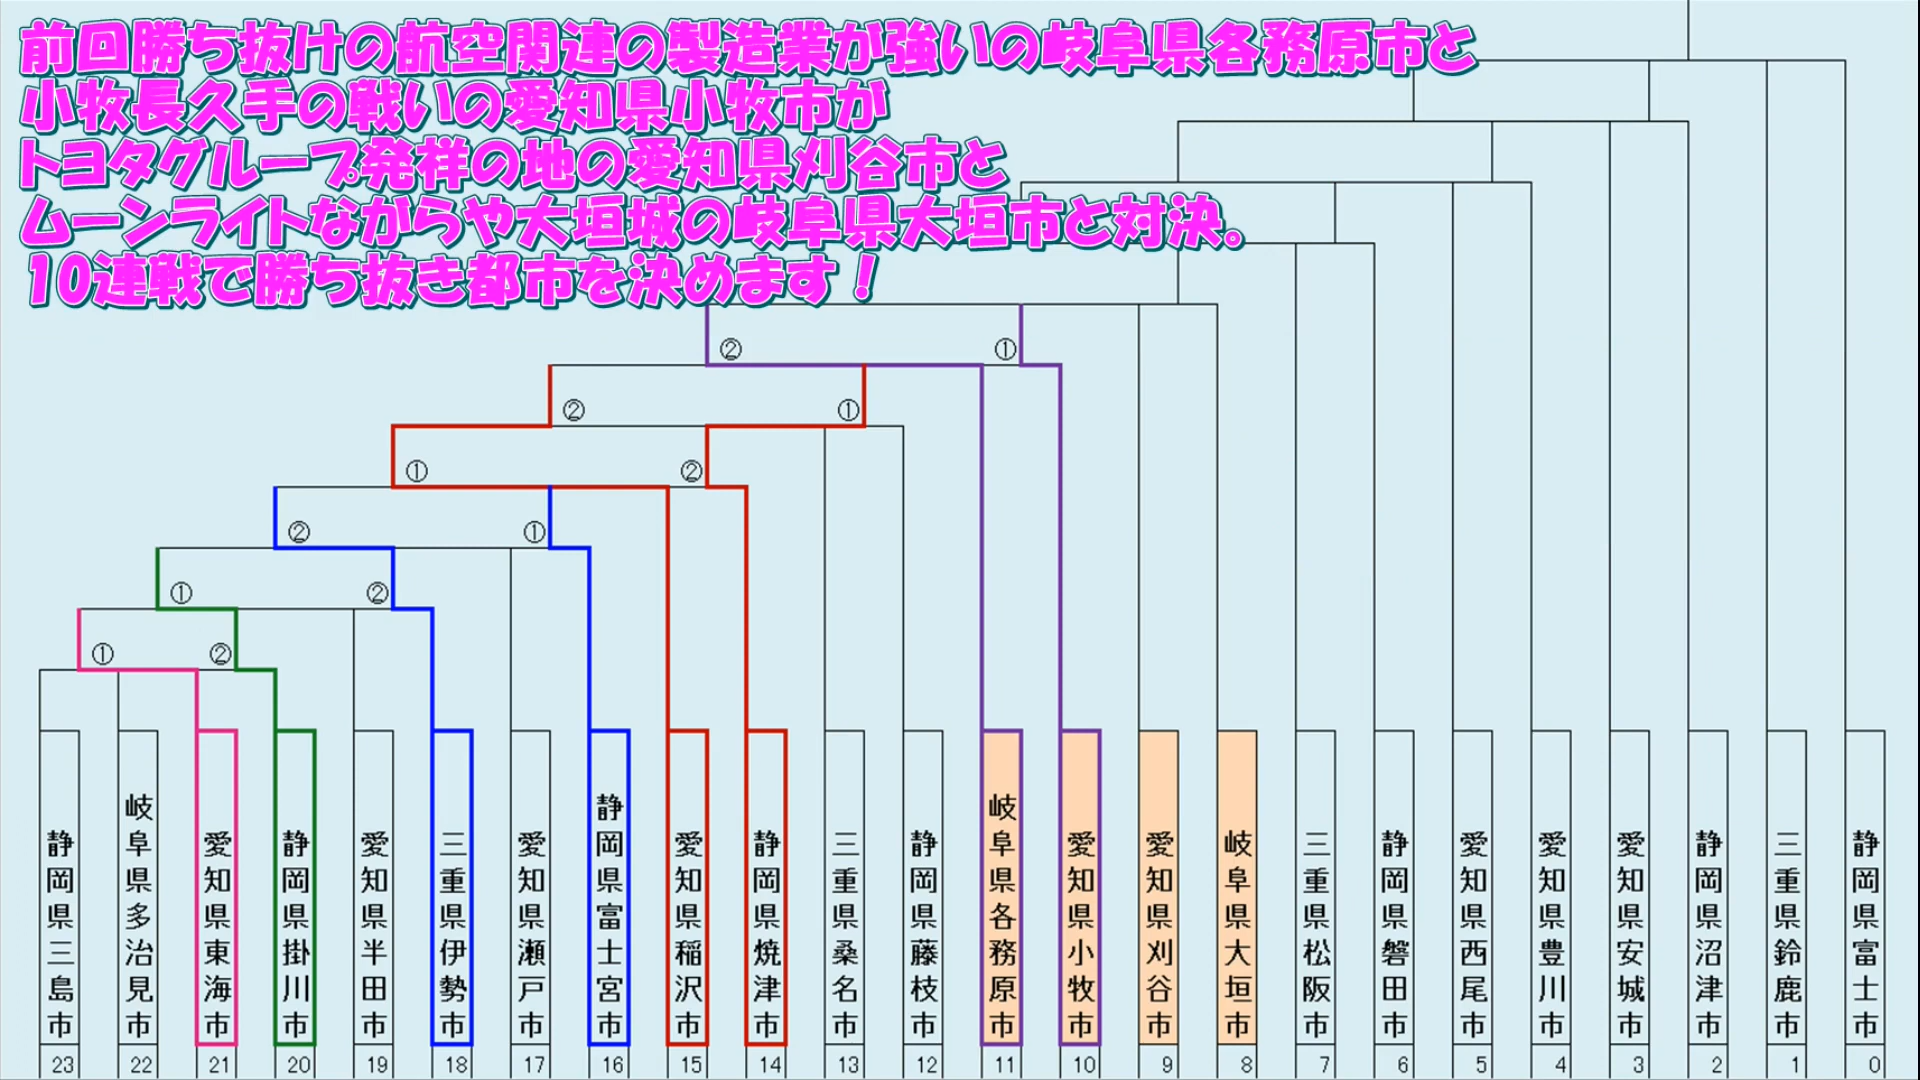 前回勝ち抜けの航空関連の製造業が強いの岐阜県各務原市と
小牧長久手の戦いの愛知県小牧市が
トヨタグループ発祥の地の愛知県刈谷市と
ムーンライトながらや大垣城の岐阜県大垣市と対決。
10連戦で勝ち抜き都市を決めます！
② ①
② ①
① ②
② ①
① ②
① ②
静岡県三島市
岐阜県多治見市
愛知県東海市
静岡県掛川市
愛知県半田市
三重県伊勢市
愛知県瀬戸市
静岡県富士宮市
愛知県稲沢市
静岡県焼津市
三重県桑名市
静岡県藤枝市
岐阜県各務原市
愛知県小牧市
愛知県刈谷市
岐阜県大垣市
三重県松阪市
静岡県磐田市
愛知県西尾市
愛知県豊川市
愛知県安城市
静岡県沼津市
三重県鈴鹿市
静岡県富士市
23 22 21 20 19 18 17 16 15 14 13 12 11 10 9 8 7 6 5 4 3 2 1 0